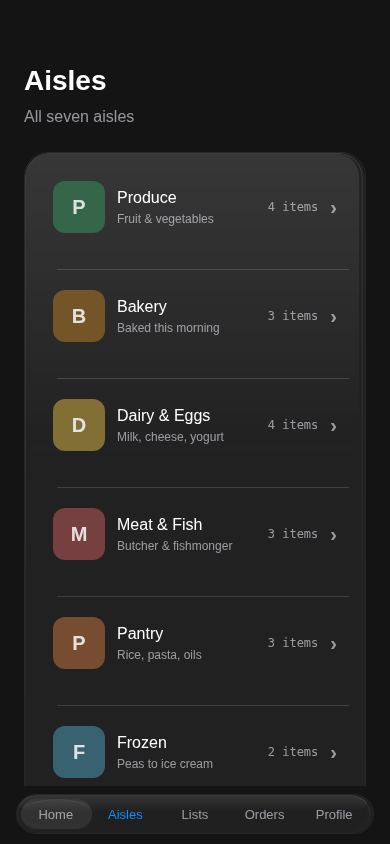 Aisles
All seven aisles
P
Produce
Fruit & vegetables
4 items ›
B
Bakery
Baked this morning
3 items ›
D
Dairy & Eggs
Milk, cheese, yogurt
4 items ›
M
Meat & Fish
Butcher & fishmonger
3 items ›
P
Pantry
Rice, pasta, oils
3 items ›
F
Frozen
Peas to ice cream
2 items ›
Home Aisles Lists Orders Profile